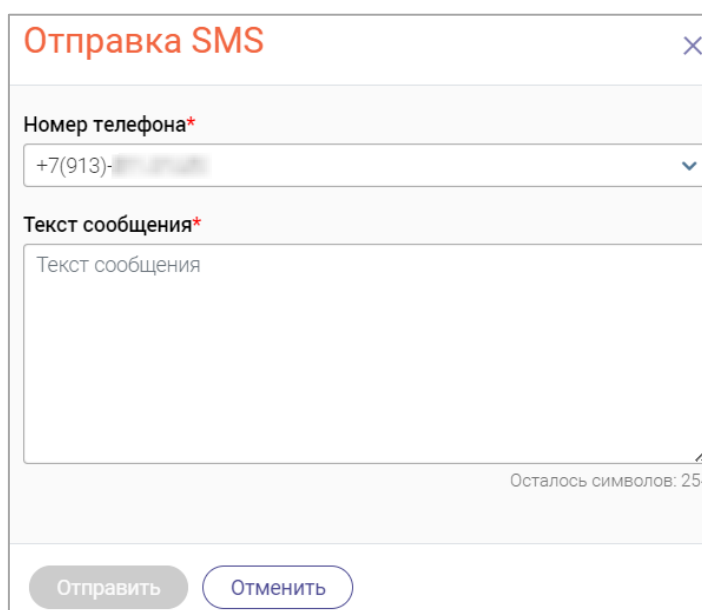 Отправка SMS
Номер телефона*
+7(913)-
Текст сообщения*
Текст сообщения
Осталось символов:
Отправить
Отменить